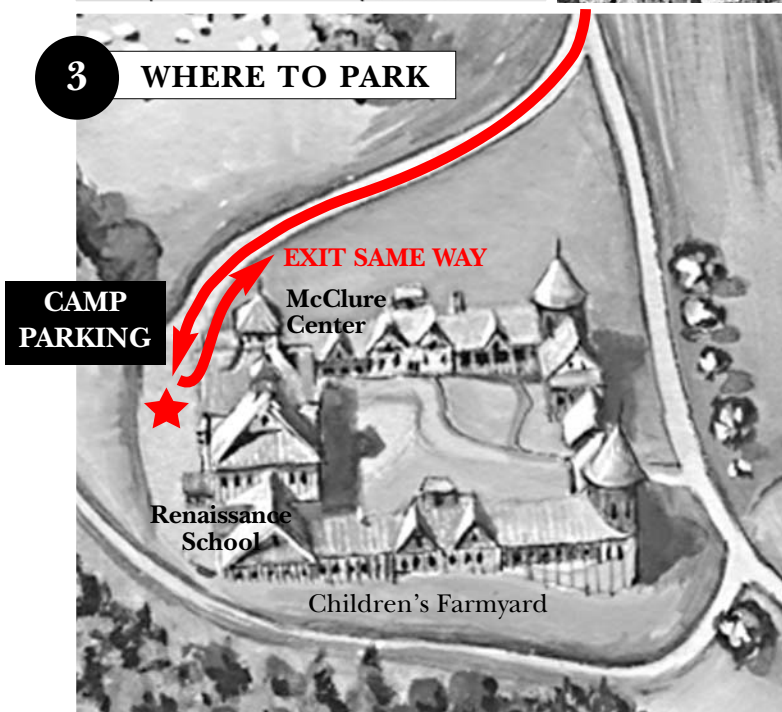 3 WHERE TO PARK
EXIT SAME WAY
CAMP
PARKING
McClure
Center
Renaissance
School
Children’s Farmyard